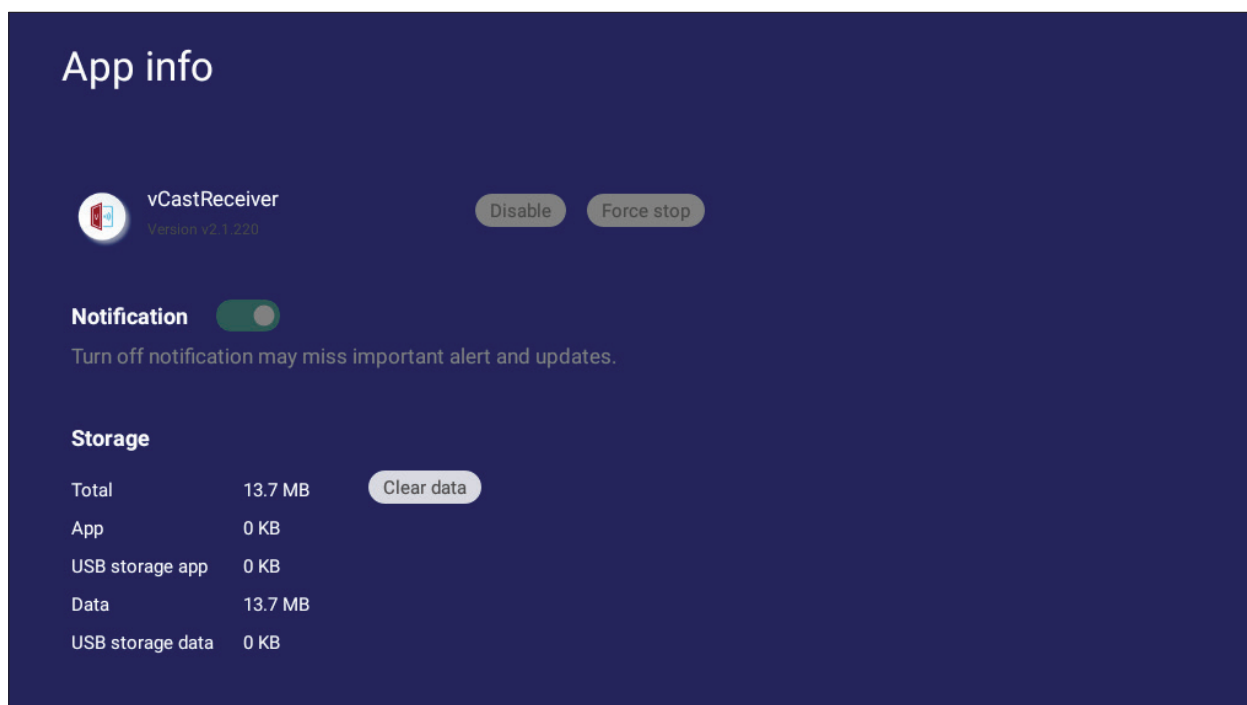 App info
vCastReceiver
Version v2.1.220
Disable
Force stop
Notification
Turn off notification may miss important alert and updates.
Storage
Total 13.7 MB Clear data
App 0 KB
USB storage app 0 KB
Data 13.7 MB
USB storage data 0 KB